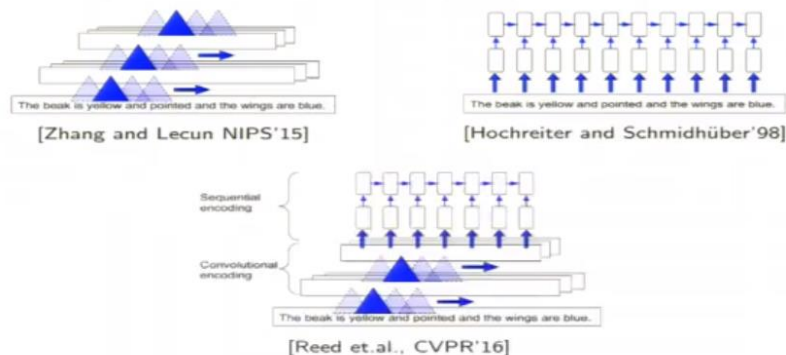 The beak is yellow and pointed and the wings are blue.
[Zhang and Lecun NIPS'15]
The beak is yellow and pointed and the wings are blue.
[Hochreiter and Schmidhüber'98]
Sequential
encoding
Convolutional
encoding
The beak is yellow and pointed and the wings are blue.
[Reed et.al., CVPR'16]